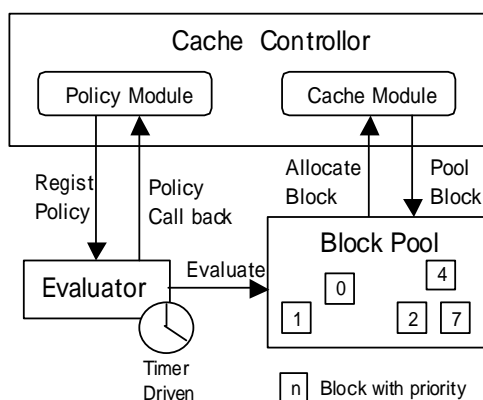 Cache Controllor
Policy Module
Cache Module
Regist
Policy
Policy
Call back
Allocate
Block
Pool
Block
Evaluator
Evaluate
Block Pool
0
4
1
2
7
Timer
Driven
n
Block with priority